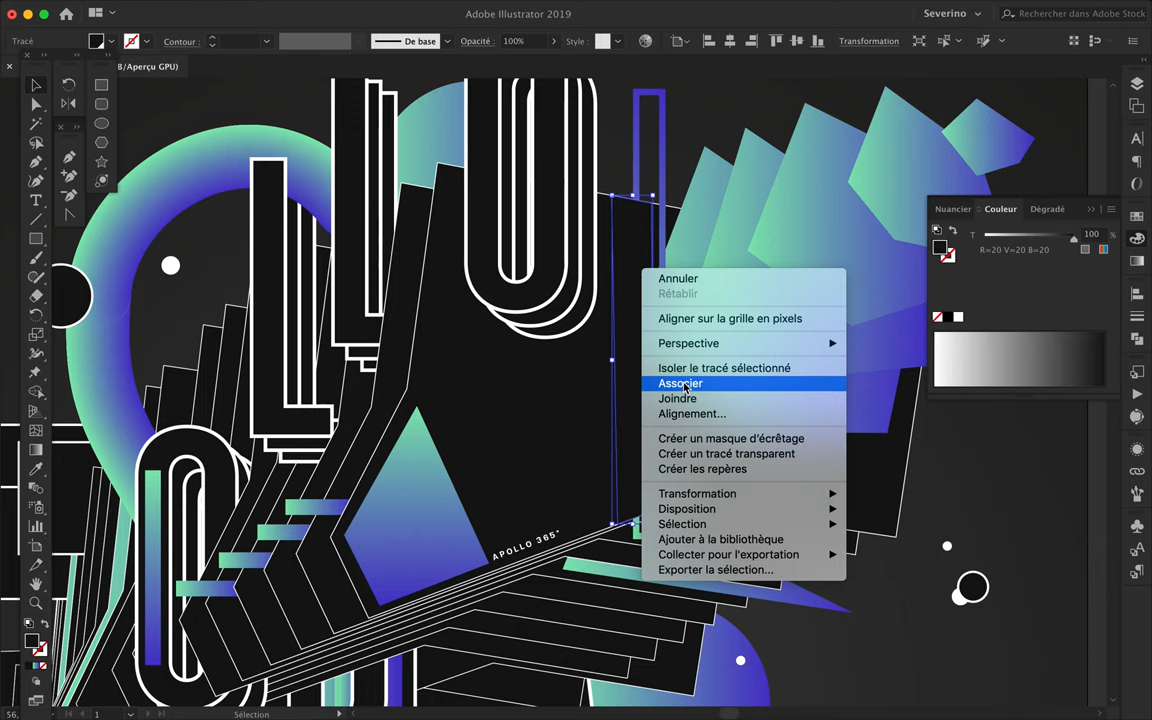 Adobe Illustrator 2019
Severino
Rechercher dans Adobe Stock
Tracé
Contour :
De base
Opacité :
100%
Style :
Transformation
B/Aperçu GPU)
Nuancier
Couleur
Dégradé
T
100
%
R=20 V=20 B=20
Annuler
Rétablir
Aligner sur la grille en pixels
Perspective
Isoler le tracé sélectionné
Associer
Joindre
Alignement...
Créer un masque d'écrêtage
Créer un tracé transparent
Créer les repères
Transformation
Disposition
Sélection
Ajouter à la bibliothèque
Collecter pour l'exportation
Exporter la sélection...
APOLLO 365°
56,
1
Sélection